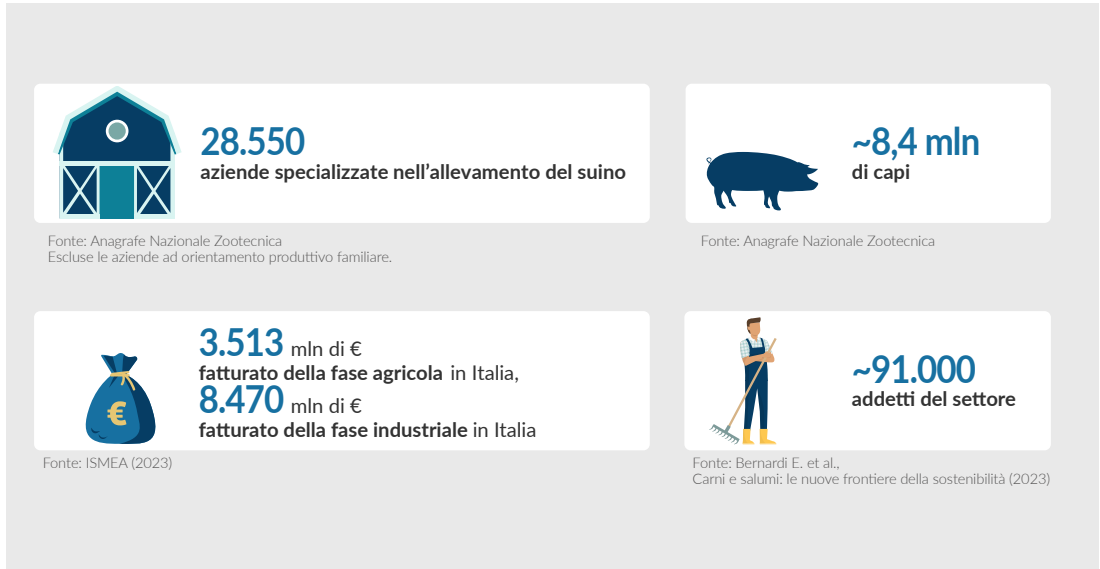 28.550
aziende specializzate nell’allevamento del suino
Fonte: Anagrafe Nazionale Zootecnica
Escluse le aziende ad orientamento produttivo familiare.
~8,4 mln
di capi
Fonte: Anagrafe Nazionale Zootecnica
3.513 mln di €
fatturato della fase agricola in Italia,
8.470 mln di €
fatturato della fase industriale in Italia
€
Fonte: ISMEA (2023)
~91.000
addetti del settore
Fonte: Bernardi E. et al.,
Carni e salumi: le nuove frontiere della sostenibilità (2023)